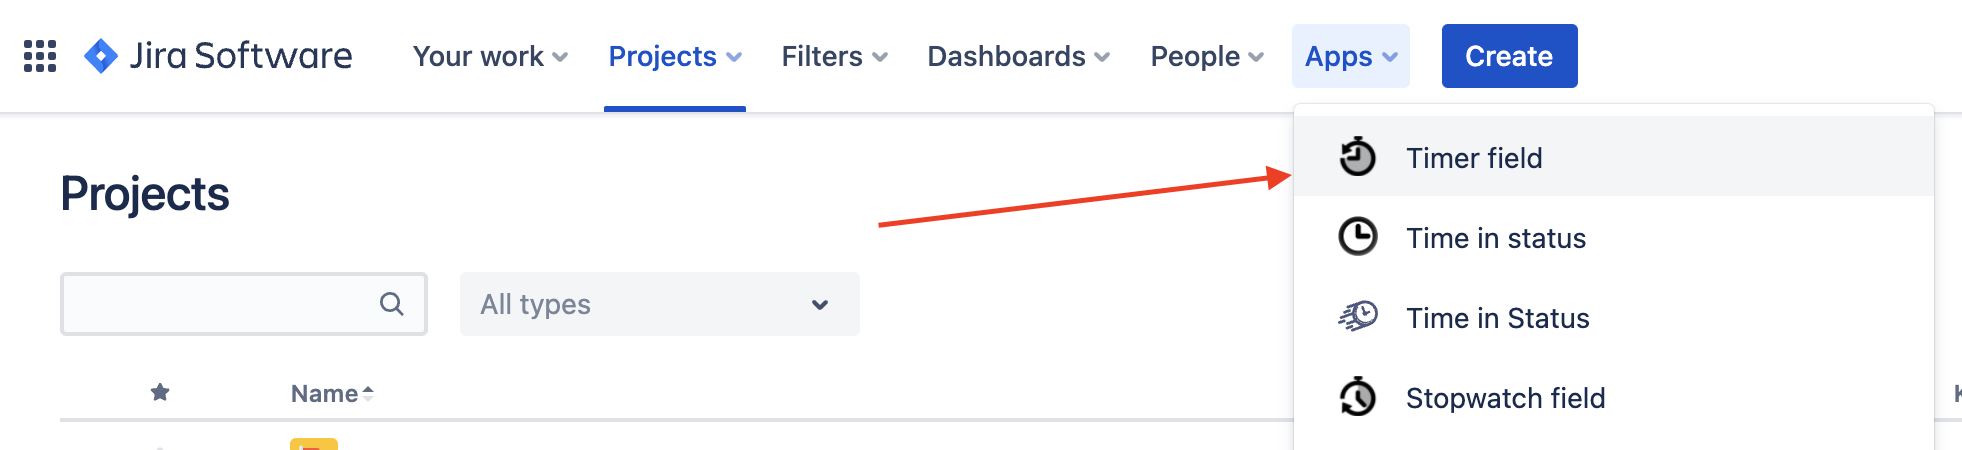 Jira Software Your work Projects Filters Dashboards People Apps Create
Timer field
Projects
Time in status
All types
Time in Status
Name
Stopwatch field